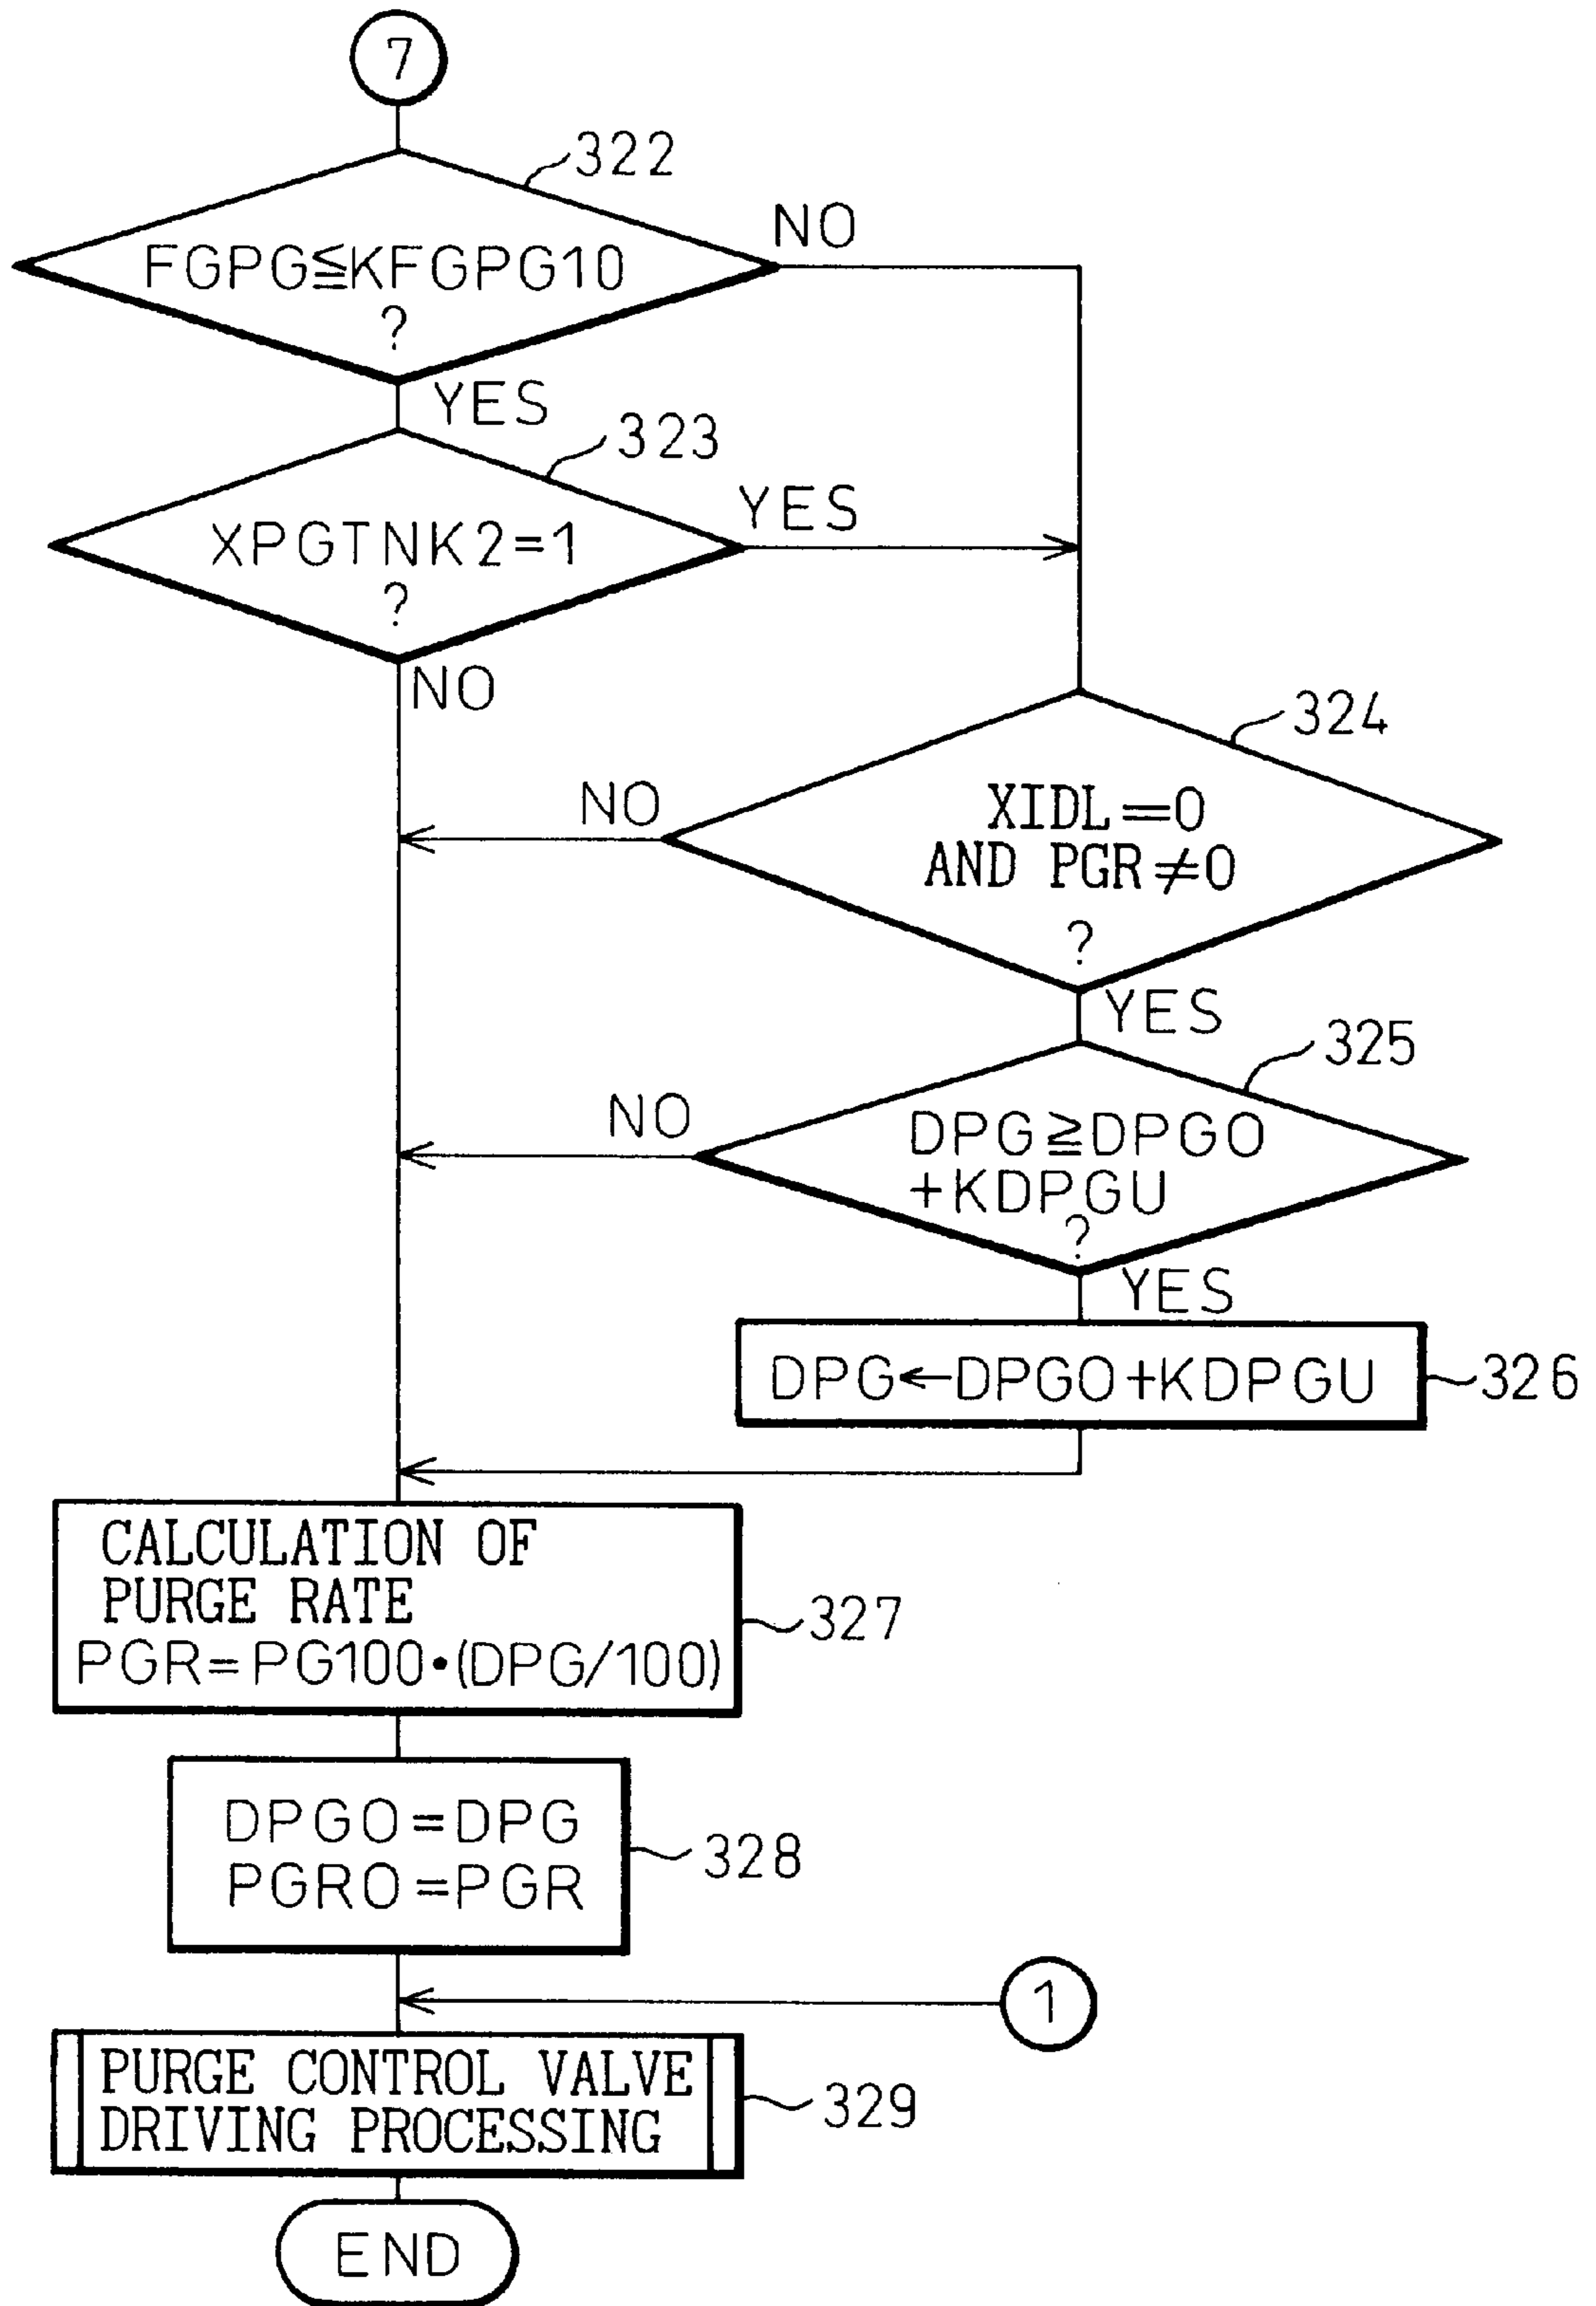 7
322
FGPG≦KFGPG10
?
NO
YES
323
XPGTNK2=1
?
YES
NO
324
XIDL=0
AND PGR≠0
?
NO
YES
325
DPG≧DPGO
+KDPGU
?
NO
YES
DPG←DPGO+KDPGU
326
CALCULATION OF
PURGE RATE
PGR=PG100•(DPG/100)
327
DPGO=DPG
PGRO=PGR
328
1
PURGE CONTROL VALVE
DRIVING PROCESSING
329
END